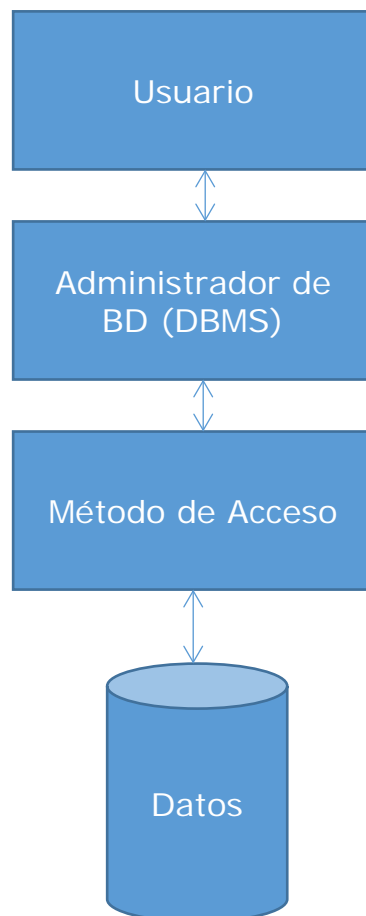 Usuario
Administrador de
BD (DBMS)
Método de Acceso
Datos